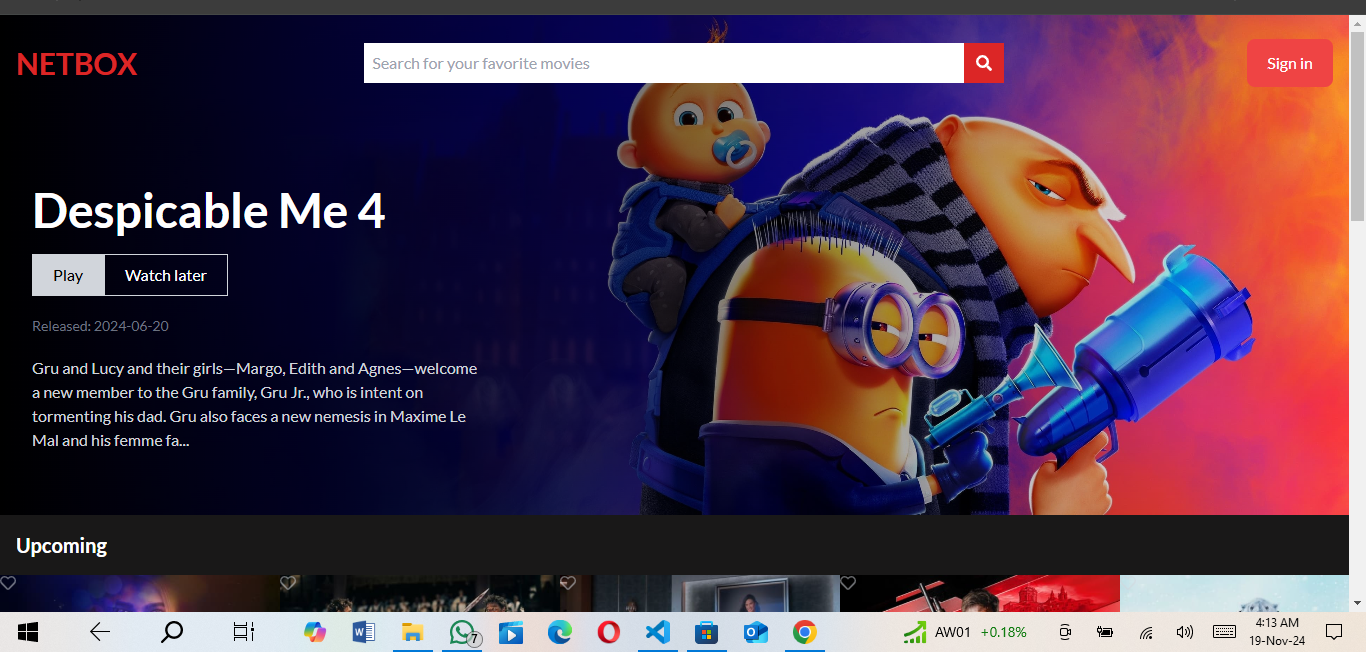 NETBOX
Search for your favorite movies
Sign in
Despicable Me 4
Play
Watch later
Released: 2024-06-20
Gru and Lucy and their girls—Margo, Edith and Agnes—welcome
a new member to the Gru family, Gru Jr., who is intent on
tormenting his dad. Gru also faces a new nemesis in Maxime Le
Mal and his femme fa...
Upcoming
7
AW01 +0.18%
4:13 AM
19-Nov-24